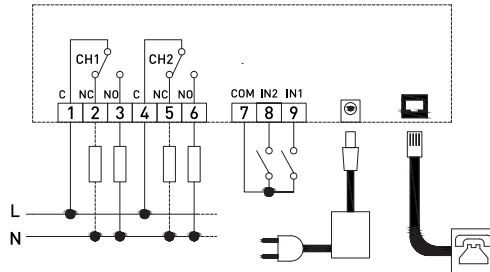 CH1 CH2
C NC NO C NC NO COM IN2 IN1
1 2 3 4 5 6 7 8 9
L
N